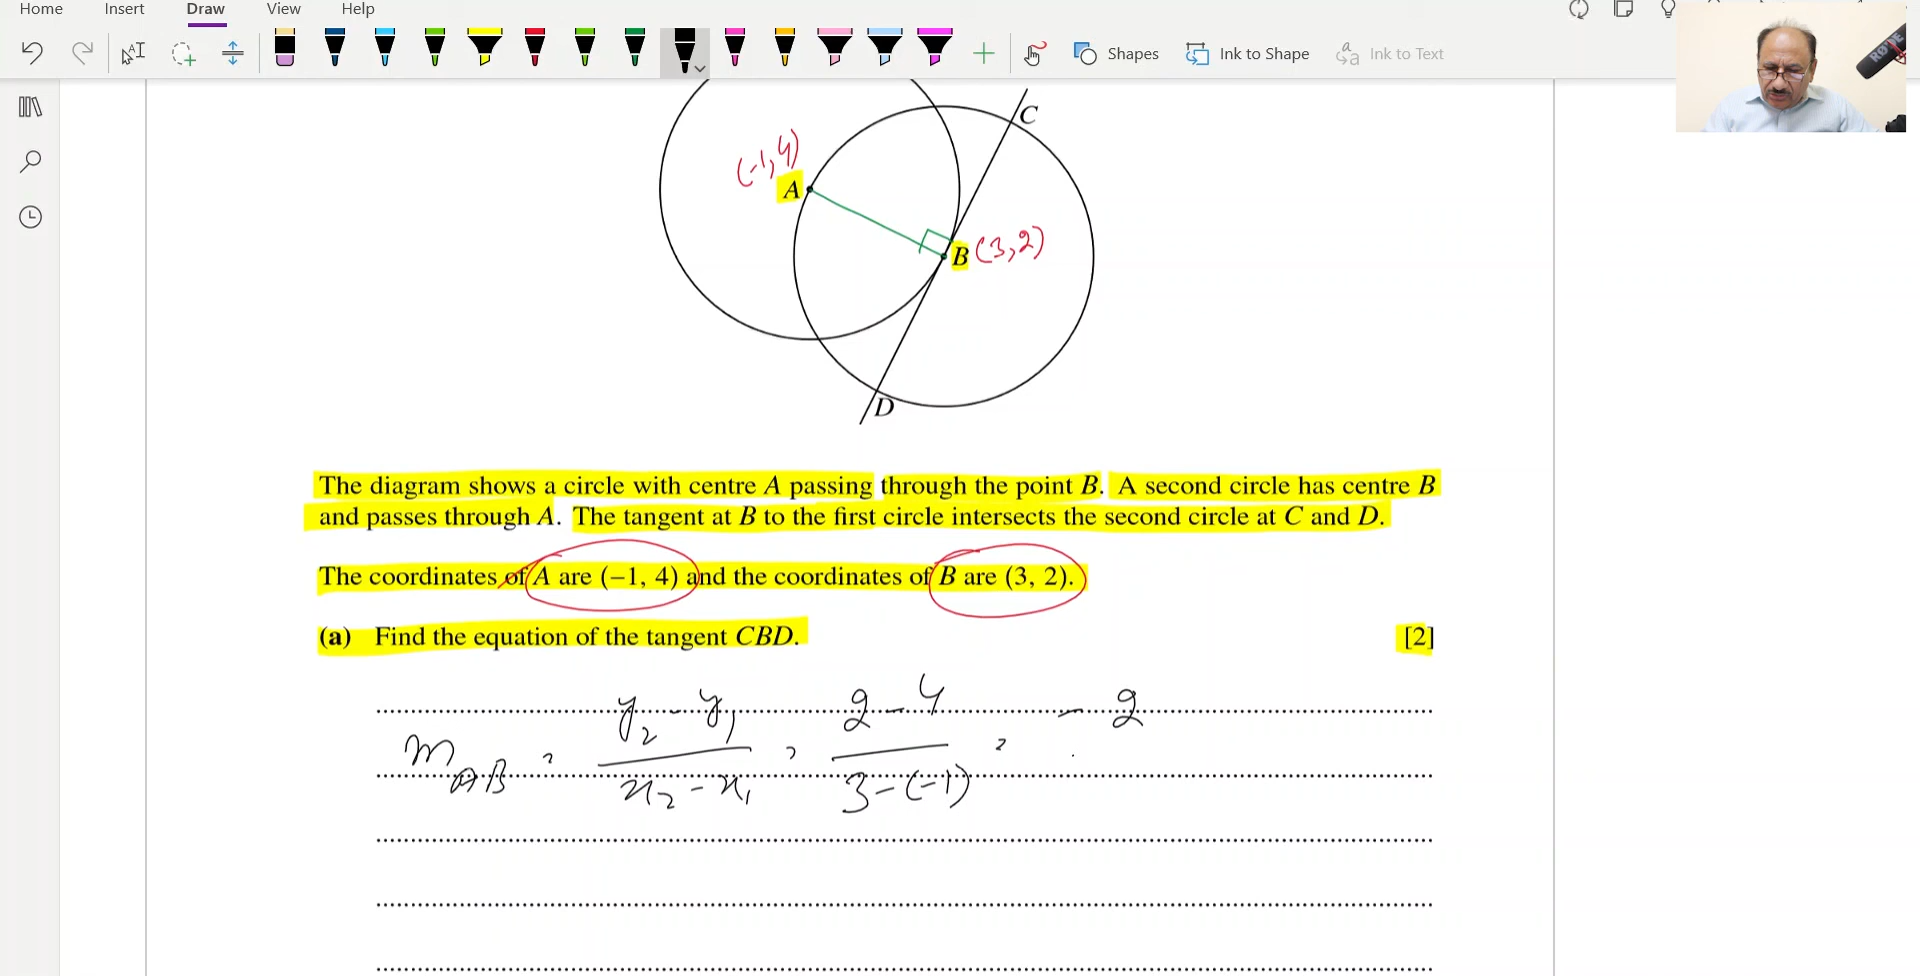 Home Insert Draw View Help
Shapes Ink to Shape Ink to Text
RØDE
C
(-1,4)
A
B (3,2)
D
The diagram shows a circle with centre A passing through the point B. A second circle has centre B
and passes through A. The tangent at B to the first circle intersects the second circle at C and D.
The coordinates of A are (−1, 4) and the coordinates of B are (3, 2).
(a) Find the equation of the tangent CBD. [2]
y₂ - y₁ 2 - 4 - 2
m_AB = ――― = ――― =
x₂ - x₁ 3-(-1)